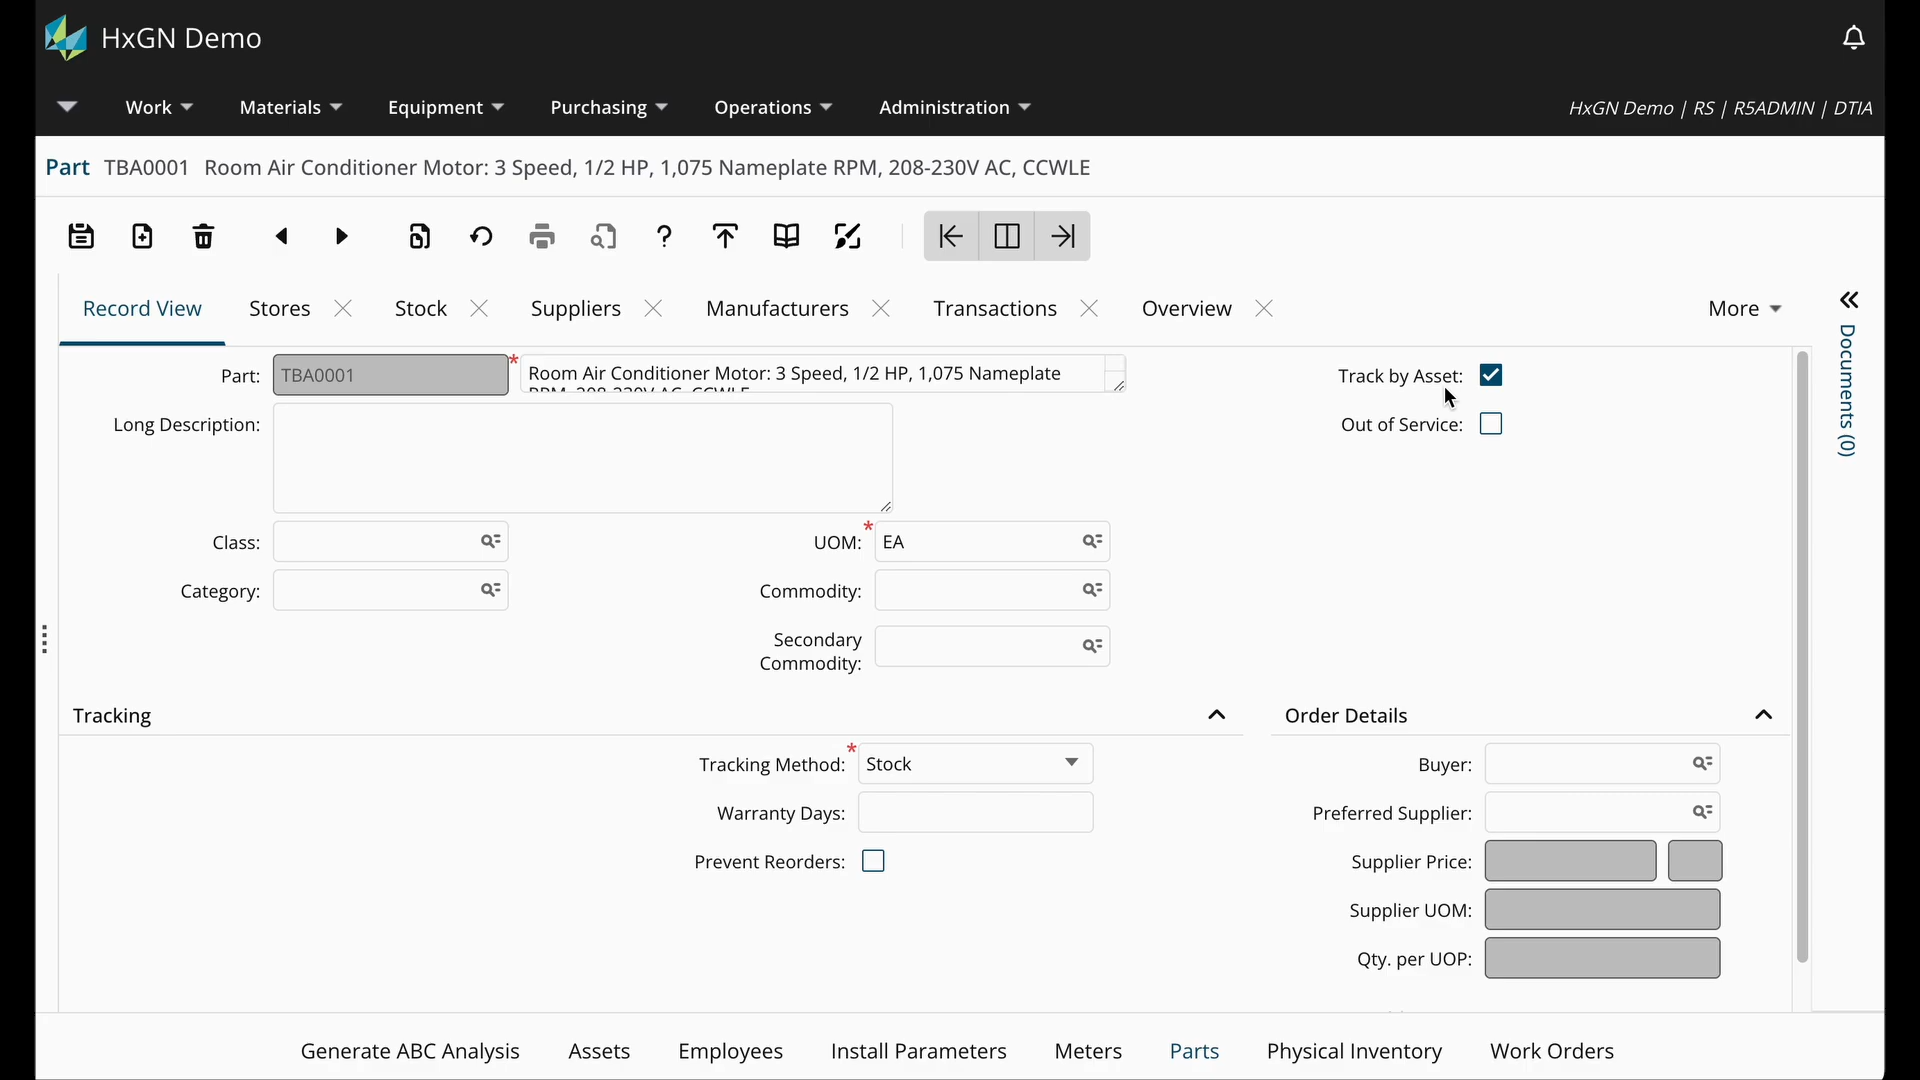 HxGN Demo
Work Materials Equipment Purchasing Operations Administration HxGN Demo | RS | R5ADMIN | DTIA
Part TBA0001 Room Air Conditioner Motor: 3 Speed, 1/2 HP, 1,075 Nameplate RPM, 208-230V AC, CCWLE
Record View Stores Stock Suppliers Manufacturers Transactions Overview More
Documents (0)
Part: TBA0001 * Room Air Conditioner Motor: 3 Speed, 1/2 HP, 1,075 Nameplate
RPM, 208-230V AC, CCWLE
Track by Asset:
Long Description:
Out of Service:
Class:
UOM: * EA
Category:
Commodity:
Secondary
Commodity:
Tracking
Order Details
Tracking Method: * Stock
Buyer:
Warranty Days:
Preferred Supplier:
Prevent Reorders:
Supplier Price:
Supplier UOM:
Qty. per UOP:
Generate ABC Analysis Assets Employees Install Parameters Meters Parts Physical Inventory Work Orders